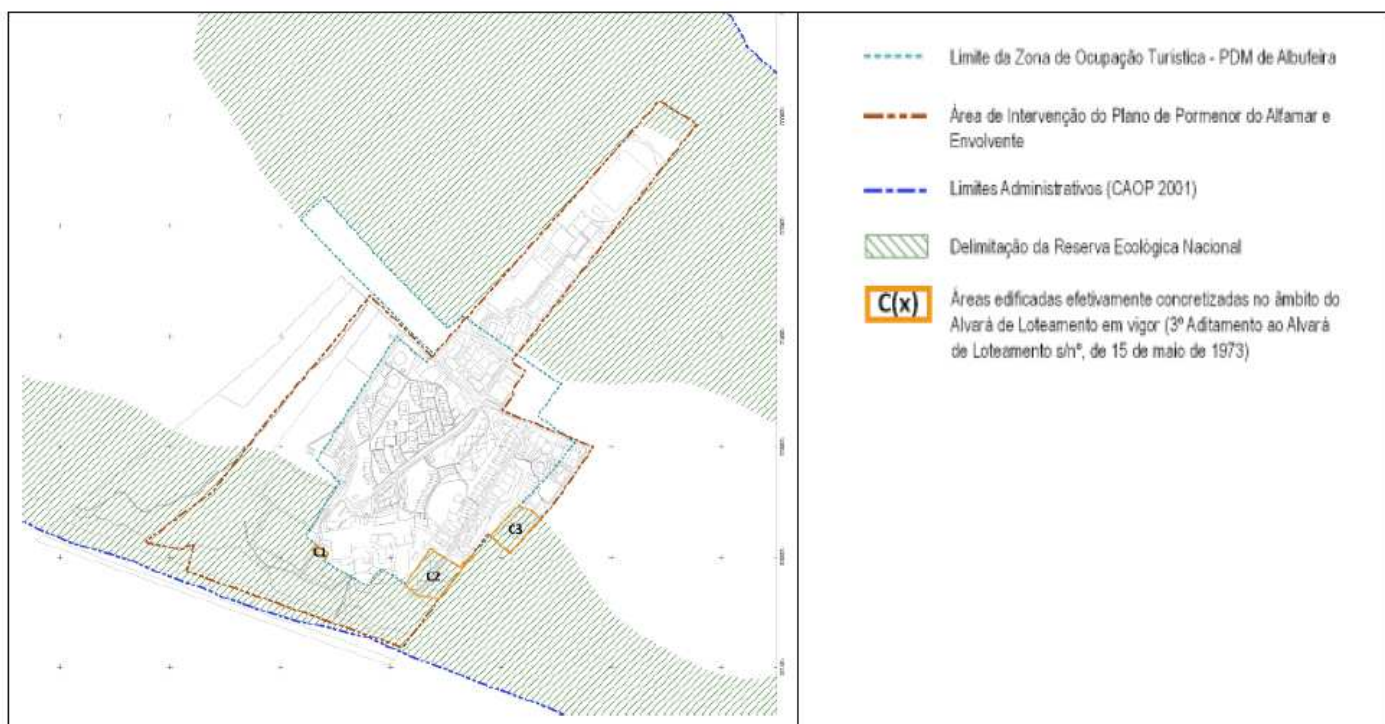 Limite da Zona de Ocupação Turística - PDM de Albufeira
Área de Intervenção do Plano de Pormenor do Alfamar e
Envolvente
Limites Administrativos (CAOP 2001)
Delimitação da Reserva Ecológica Nacional
C(x)
Áreas edificadas efetivamente concretizadas no âmbito do
Alvará de Loteamento em vigor (3º Aditamento ao Alvará
de Loteamento s/nº, de 15 de maio de 1973)
C1
C2
C3